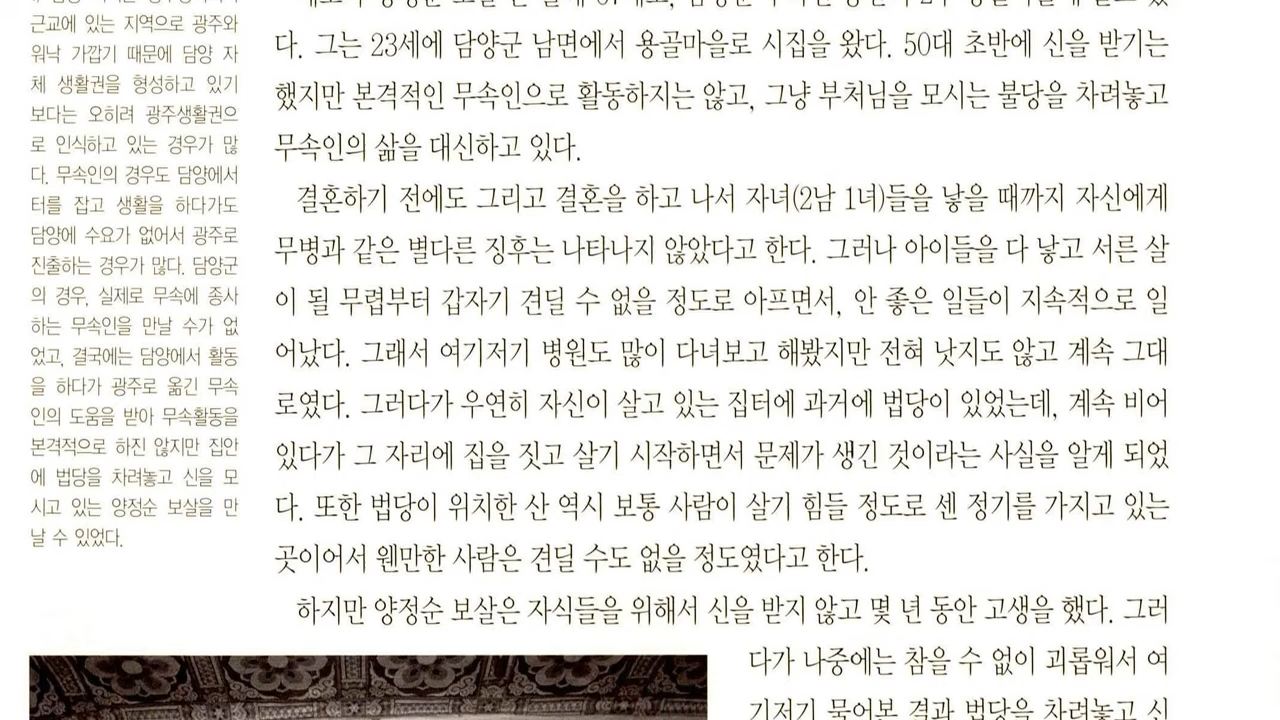 근교에 있는 지역으로 광주와
워낙 가깝기 때문에 담양 자
체 생활권을 형성하고 있기
보다는 오히려 광주생활권으
로 인식하고 있는 경우가 많
다. 무속인의 경우도 담양에서
터를 잡고 생활을 하다가도
담양에 수요가 없어서 광주로
진출하는 경우가 많다. 담양군
의 경우, 실제로 무속에 종사
하는 무속인을 만날 수가 없
었고, 결국에는 담양에서 활동
을 하다가 광주로 옮긴 무속
인의 도움을 받아 무속활동을
본격적으로 하진 않지만 집안
에 법당을 차려놓고 신을 모
시고 있는 양정순 보살을 만
날 수 있었다.
다. 그는 23세에 담양군 남면에서 용골마을로 시집을 왔다. 50대 초반에 신을 받기는
했지만 본격적인 무속인으로 활동하지는 않고, 그냥 부처님을 모시는 불당을 차려놓고
무속인의 삶을 대신하고 있다.
결혼하기 전에도 그리고 결혼을 하고 나서 자녀(2남 1녀)들을 낳을 때까지 자신에게
무병과 같은 별다른 징후는 나타나지 않았다고 한다. 그러나 아이들을 다 낳고 서른 살
이 될 무렵부터 갑자기 견딜 수 없을 정도로 아프면서, 안 좋은 일들이 지속적으로 일
어났다. 그래서 여기저기 병원도 많이 다녀보고 해봤지만 전혀 낫지도 않고 계속 그대
로였다. 그러다가 우연히 자신이 살고 있는 집터에 과거에 법당이 있었는데, 계속 비어
있다가 그 자리에 집을 짓고 살기 시작하면서 문제가 생긴 것이라는 사실을 알게 되었
다. 또한 법당이 위치한 산 역시 보통 사람이 살기 힘들 정도로 센 정기를 가지고 있는
곳이어서 웬만한 사람은 견딜 수도 없을 정도였다고 한다.
하지만 양정순 보살은 자식들을 위해서 신을 받지 않고 몇 년 동안 고생을 했다. 그러
다가 나중에는 참을 수 없이 괴롭워서 여
기저기 물어본 결과 법당을 차려놓고 신